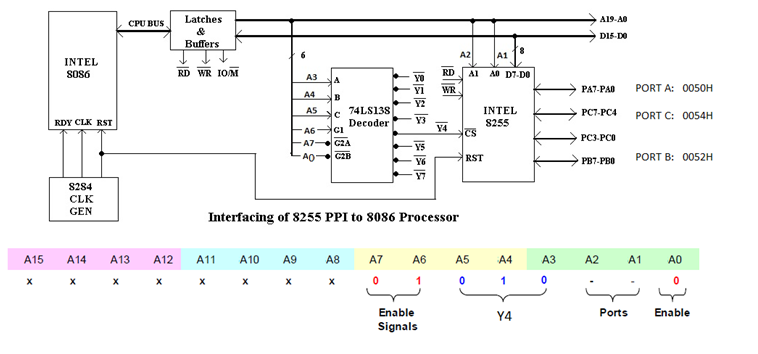 CPU BUS
Latches
&
Buffers
INTEL
8086
RDY CLK RST
8284
CLK
GEN
RD WR IO/M
6
A19-A0
D15-D0
8
A2 A1
A3 A
A4 B
A5 C
A6 G1
A7 G2A
A0 G2B
74LS138
Decoder
Y0
Y1
Y2
Y3
Y4
Y5
Y6
Y7
RD
WR
CS
RST
A1 A0 D7-D0
INTEL
8255
PA7-PA0 PORT A: 0050H
PC7-PC4 PORT C: 0054H
PC3-PC0
PB7-PB0 PORT B: 0052H
Interfacing of 8255 PPI to 8086 Processor
A15 A14 A13 A12 A11 A10 A9 A8 A7 A6 A5 A4 A3 A2 A1 A0
x x x x x x x x 0 1 0 1 0 - - 0
Enable
Signals
Y4
Ports
Enable